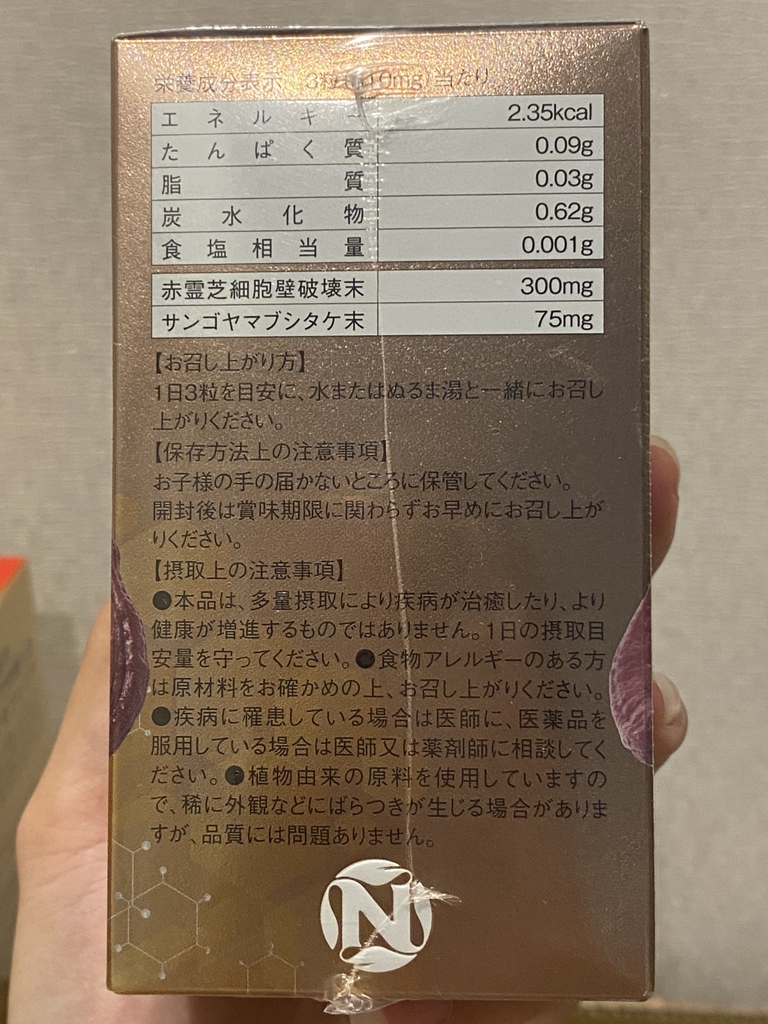 栄養成分表示 3粒 0mg)当たり
エネルギー 2.35kcal
たんぱく質 0.09g
脂質 0.03g
炭水化物 0.62g
食塩相当量 0.001g
赤霊芝細胞壁破壊末 300mg
サンゴヤマブシタケ末 75mg
【お召し上がり方】
1日3粒を目安に、水またはぬるま湯と一緒にお召し
上がりください。
【保存方法上の注意事項】
お子様の手の届かないところに保管してください。
開封後は賞味期限に関わらずお早めにお召し上が
りください。
【摂取上の注意事項】
●本品は、多量摂取により疾病が治癒したり、より
健康が増進するものではありません。1日の摂取目
安量を守ってください。●食物アレルギーのある方
は原材料をお確かめの上、お召し上がりください。
●疾病に罹患している場合は医師に、医薬品を
服用している場合は医師又は薬剤師に相談してく
ださい。●植物由来の原料を使用していますの
で、稀に外観などにばらつきが生じる場合がありま
すが、品質には問題ありません。
N